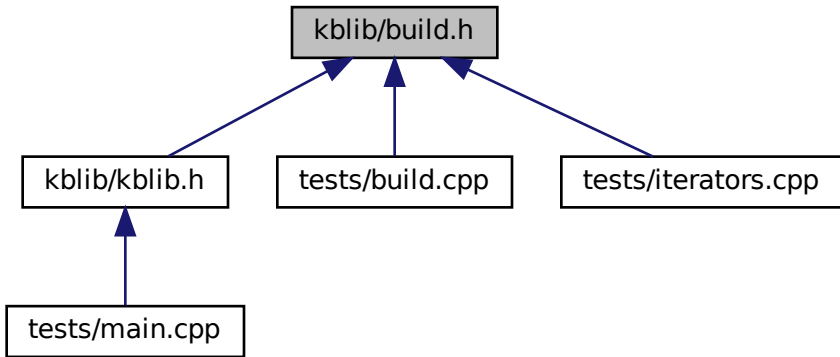 kblib/build.h
kblib/kblib.h
tests/build.cpp
tests/iterators.cpp
tests/main.cpp